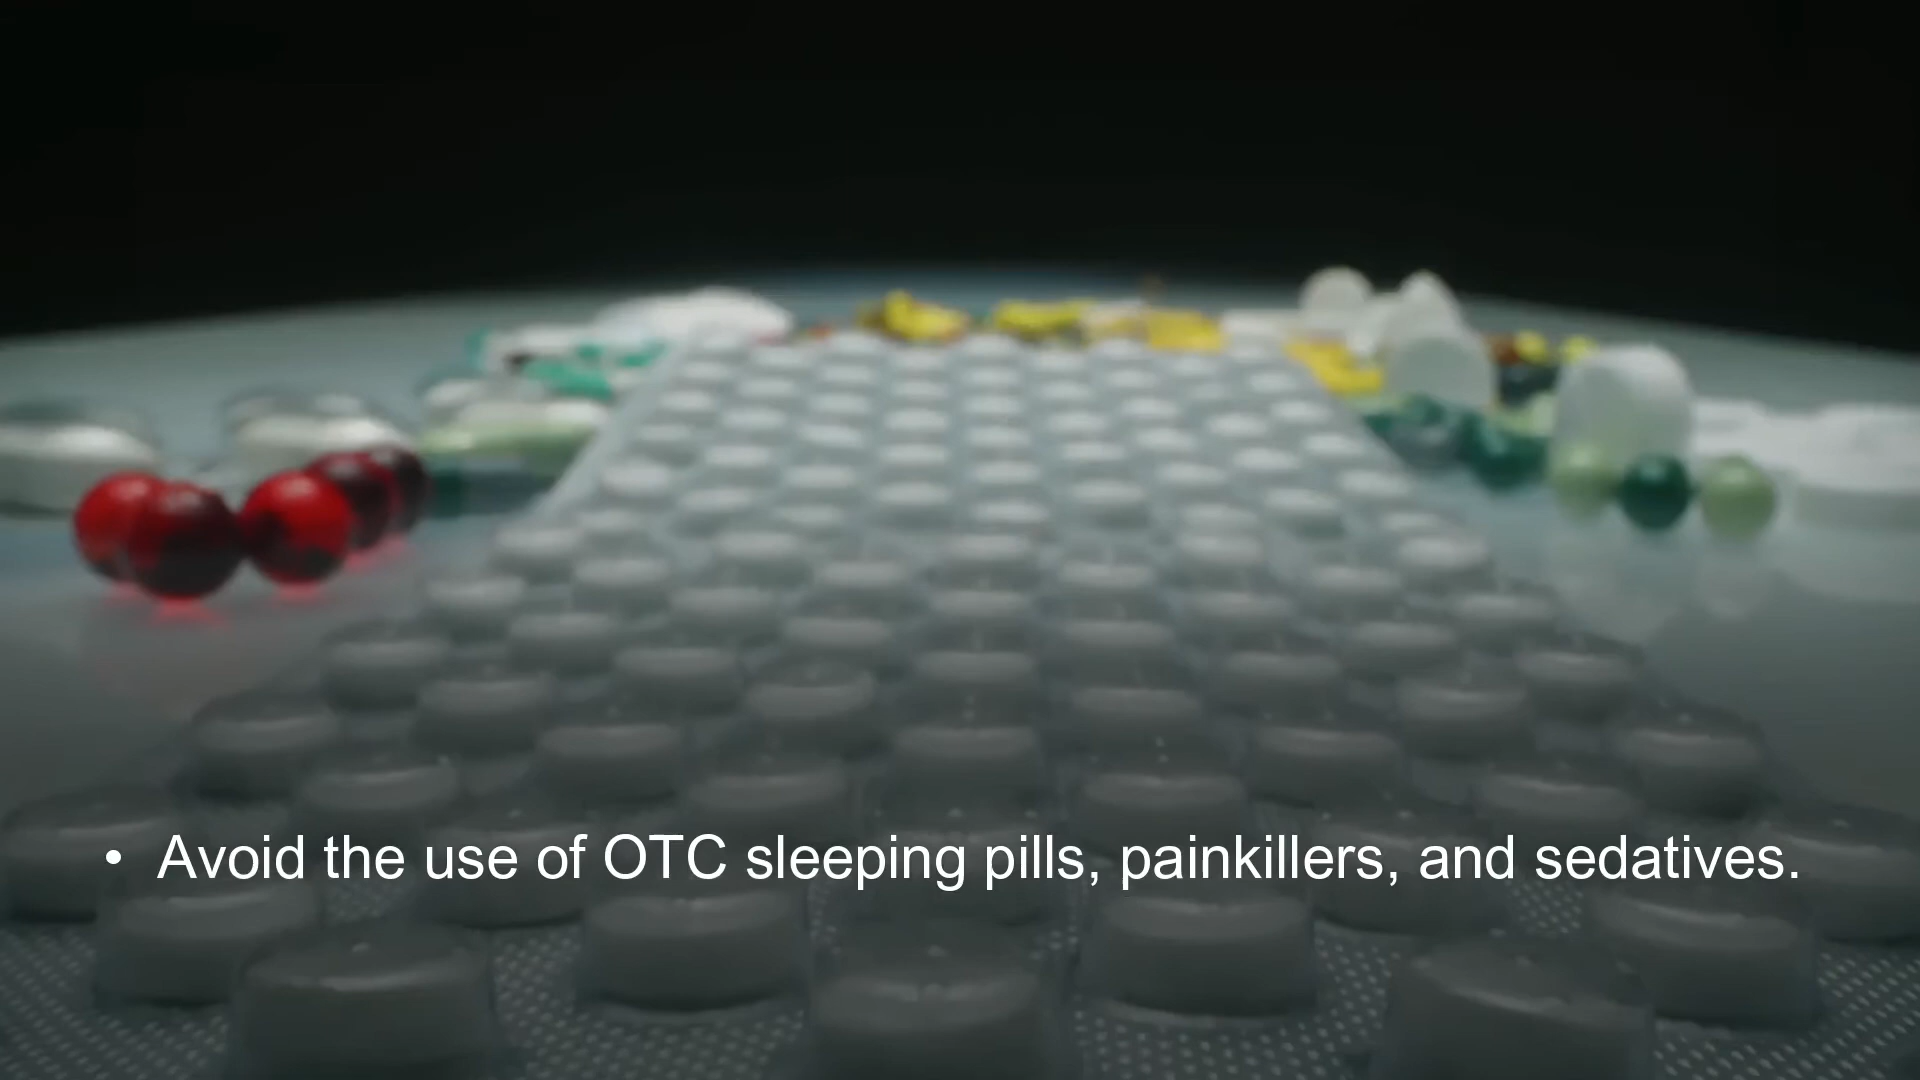 • Avoid the use of OTC sleeping pills, painkillers, and sedatives.